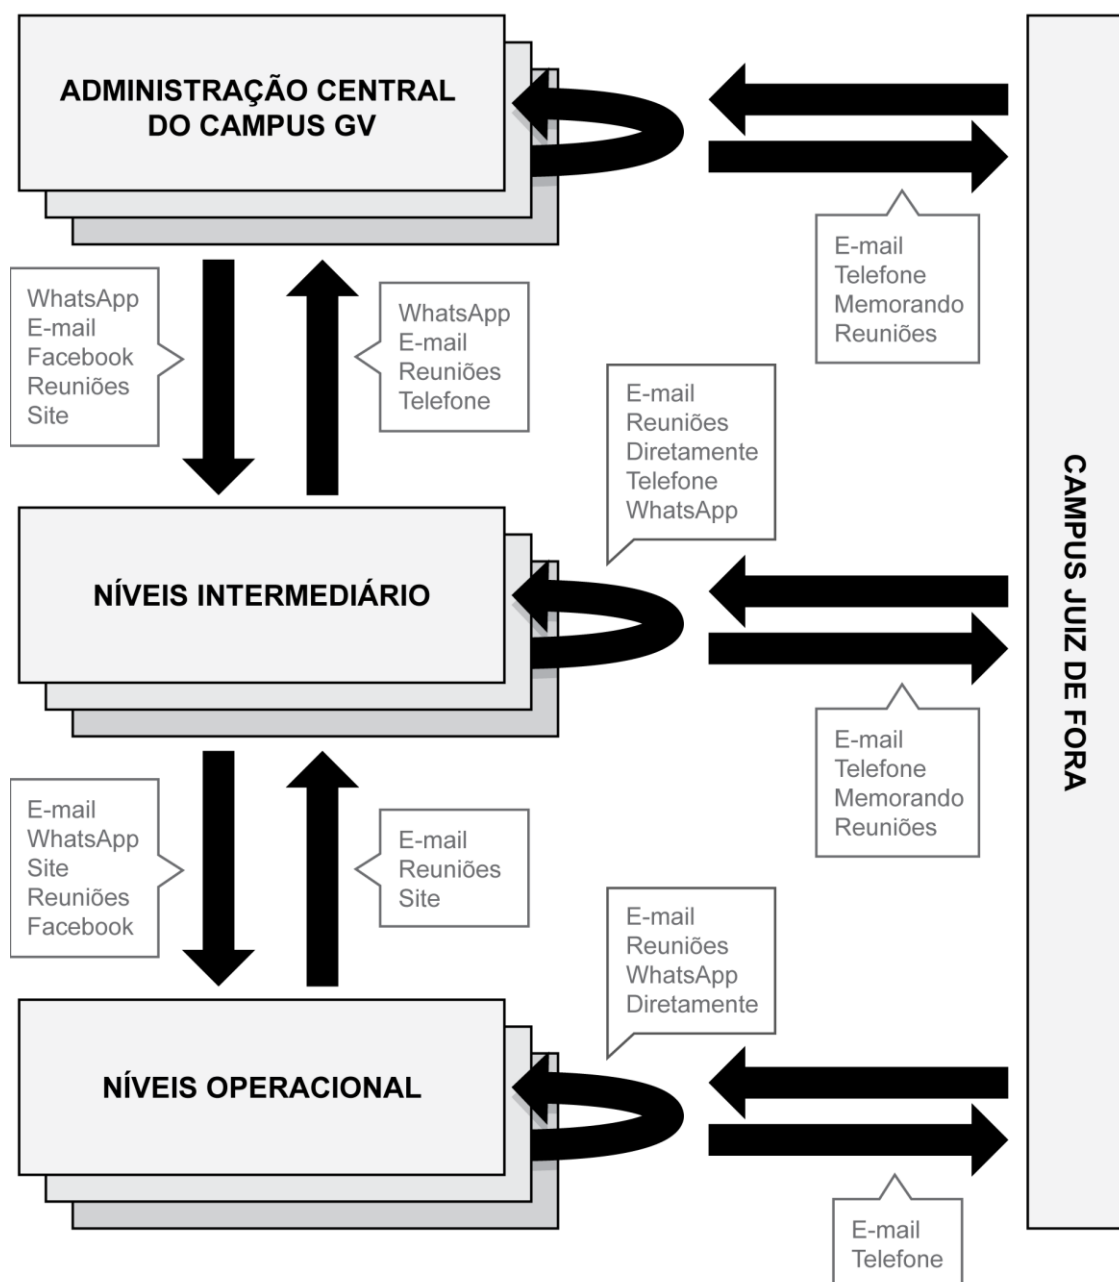 ADMINISTRAÇÃO CENTRAL
DO CAMPUS GV
E-mail
Telefone
Memorando
Reuniões
WhatsApp
E-mail
Facebook
Reuniões
Site
WhatsApp
E-mail
Reuniões
Telefone
E-mail
Reuniões
Diretamente
Telefone
WhatsApp
NÍVEIS INTERMEDIÁRIO
E-mail
Telefone
Memorando
Reuniões
E-mail
WhatsApp
Site
Reuniões
Facebook
E-mail
Reuniões
Site
E-mail
Reuniões
WhatsApp
Diretamente
NÍVEIS OPERACIONAL
E-mail
Telefone
CAMPUS JUIZ DE FORA